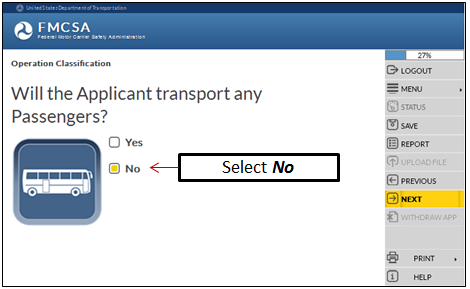 United States Department of Transportation
FMCSA
Federal Motor Carrier Safety Administration
Operation Classification
Will the Applicant transport any
Passengers?
Yes
No
Select No
27%
LOGOUT
MENU
STATUS
SAVE
REPORT
UPLOAD FILE
PREVIOUS
NEXT
WITHDRAW APP
PRINT
HELP